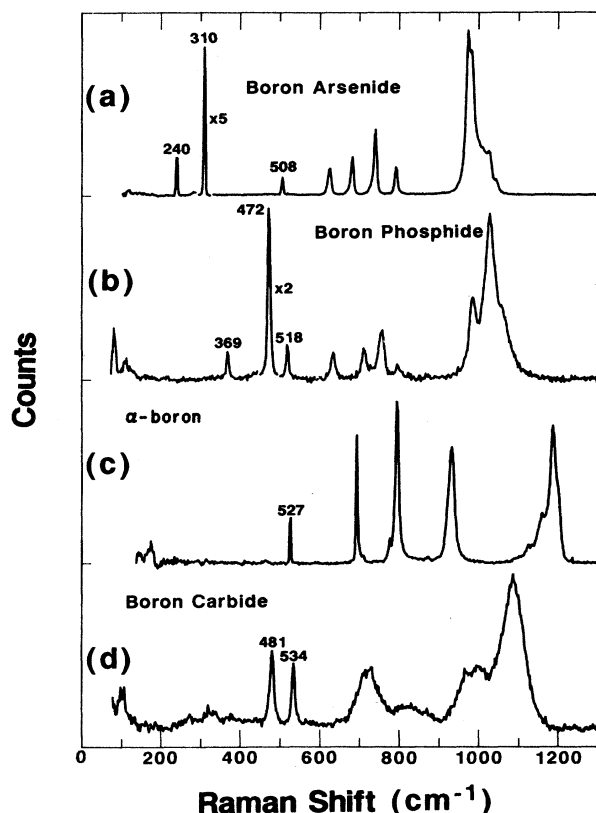 310
(a)
Boron Arsenide
x5
240
508
472
Boron Phosphide
(b)
x2
369
518
Counts
α-boron
(c)
527
Boron Carbide
(d)
481
534
0 200 400 600 800 1000 1200
Raman Shift (cm-1)